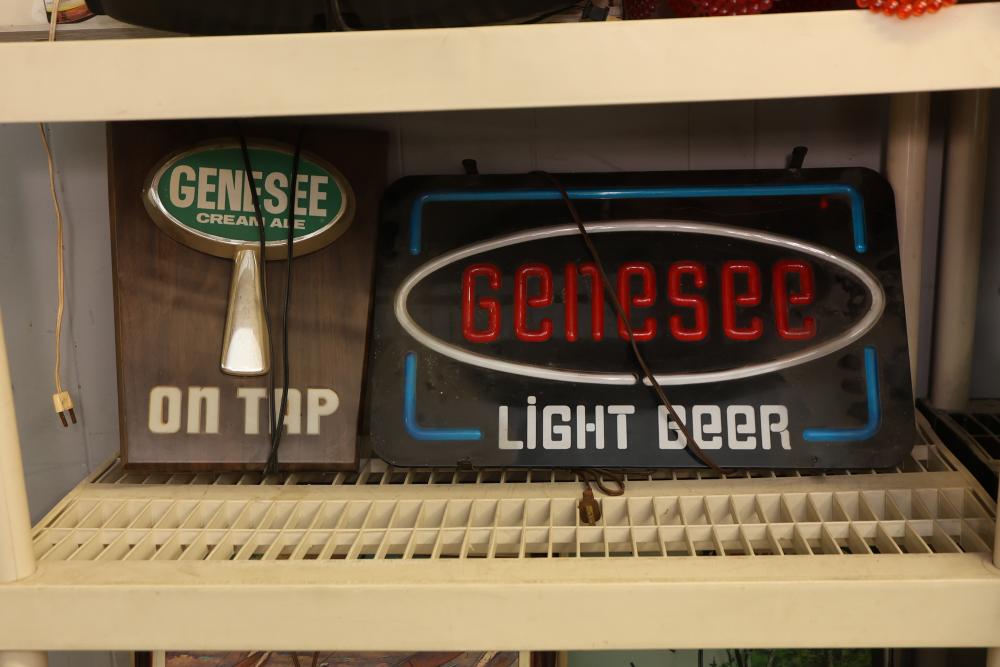 GENESEE
CREAM ALE
On TAP
Genesee
LiGHT BeeR